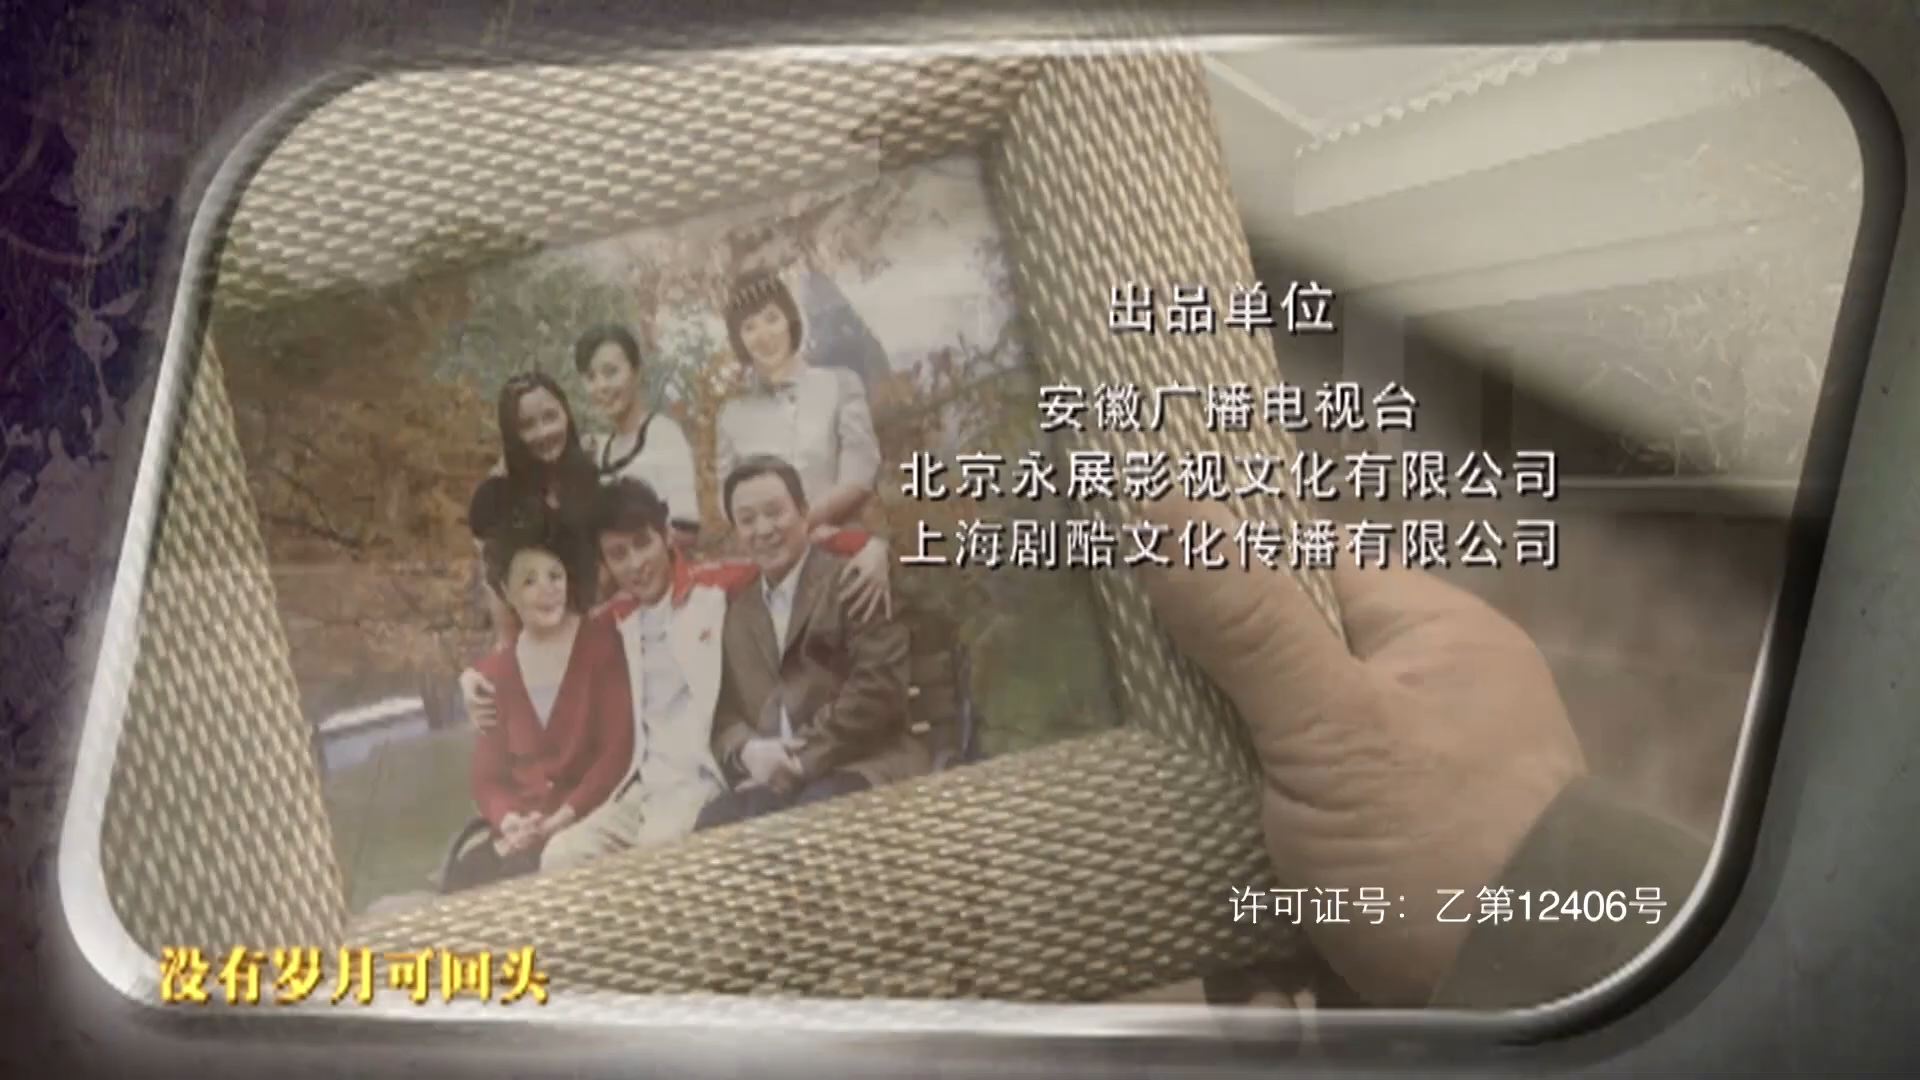 出品单位
安徽广播电视台
北京永展影视文化有限公司
上海剧酷文化传播有限公司
许可证号：乙第12406号
没有岁月可回头